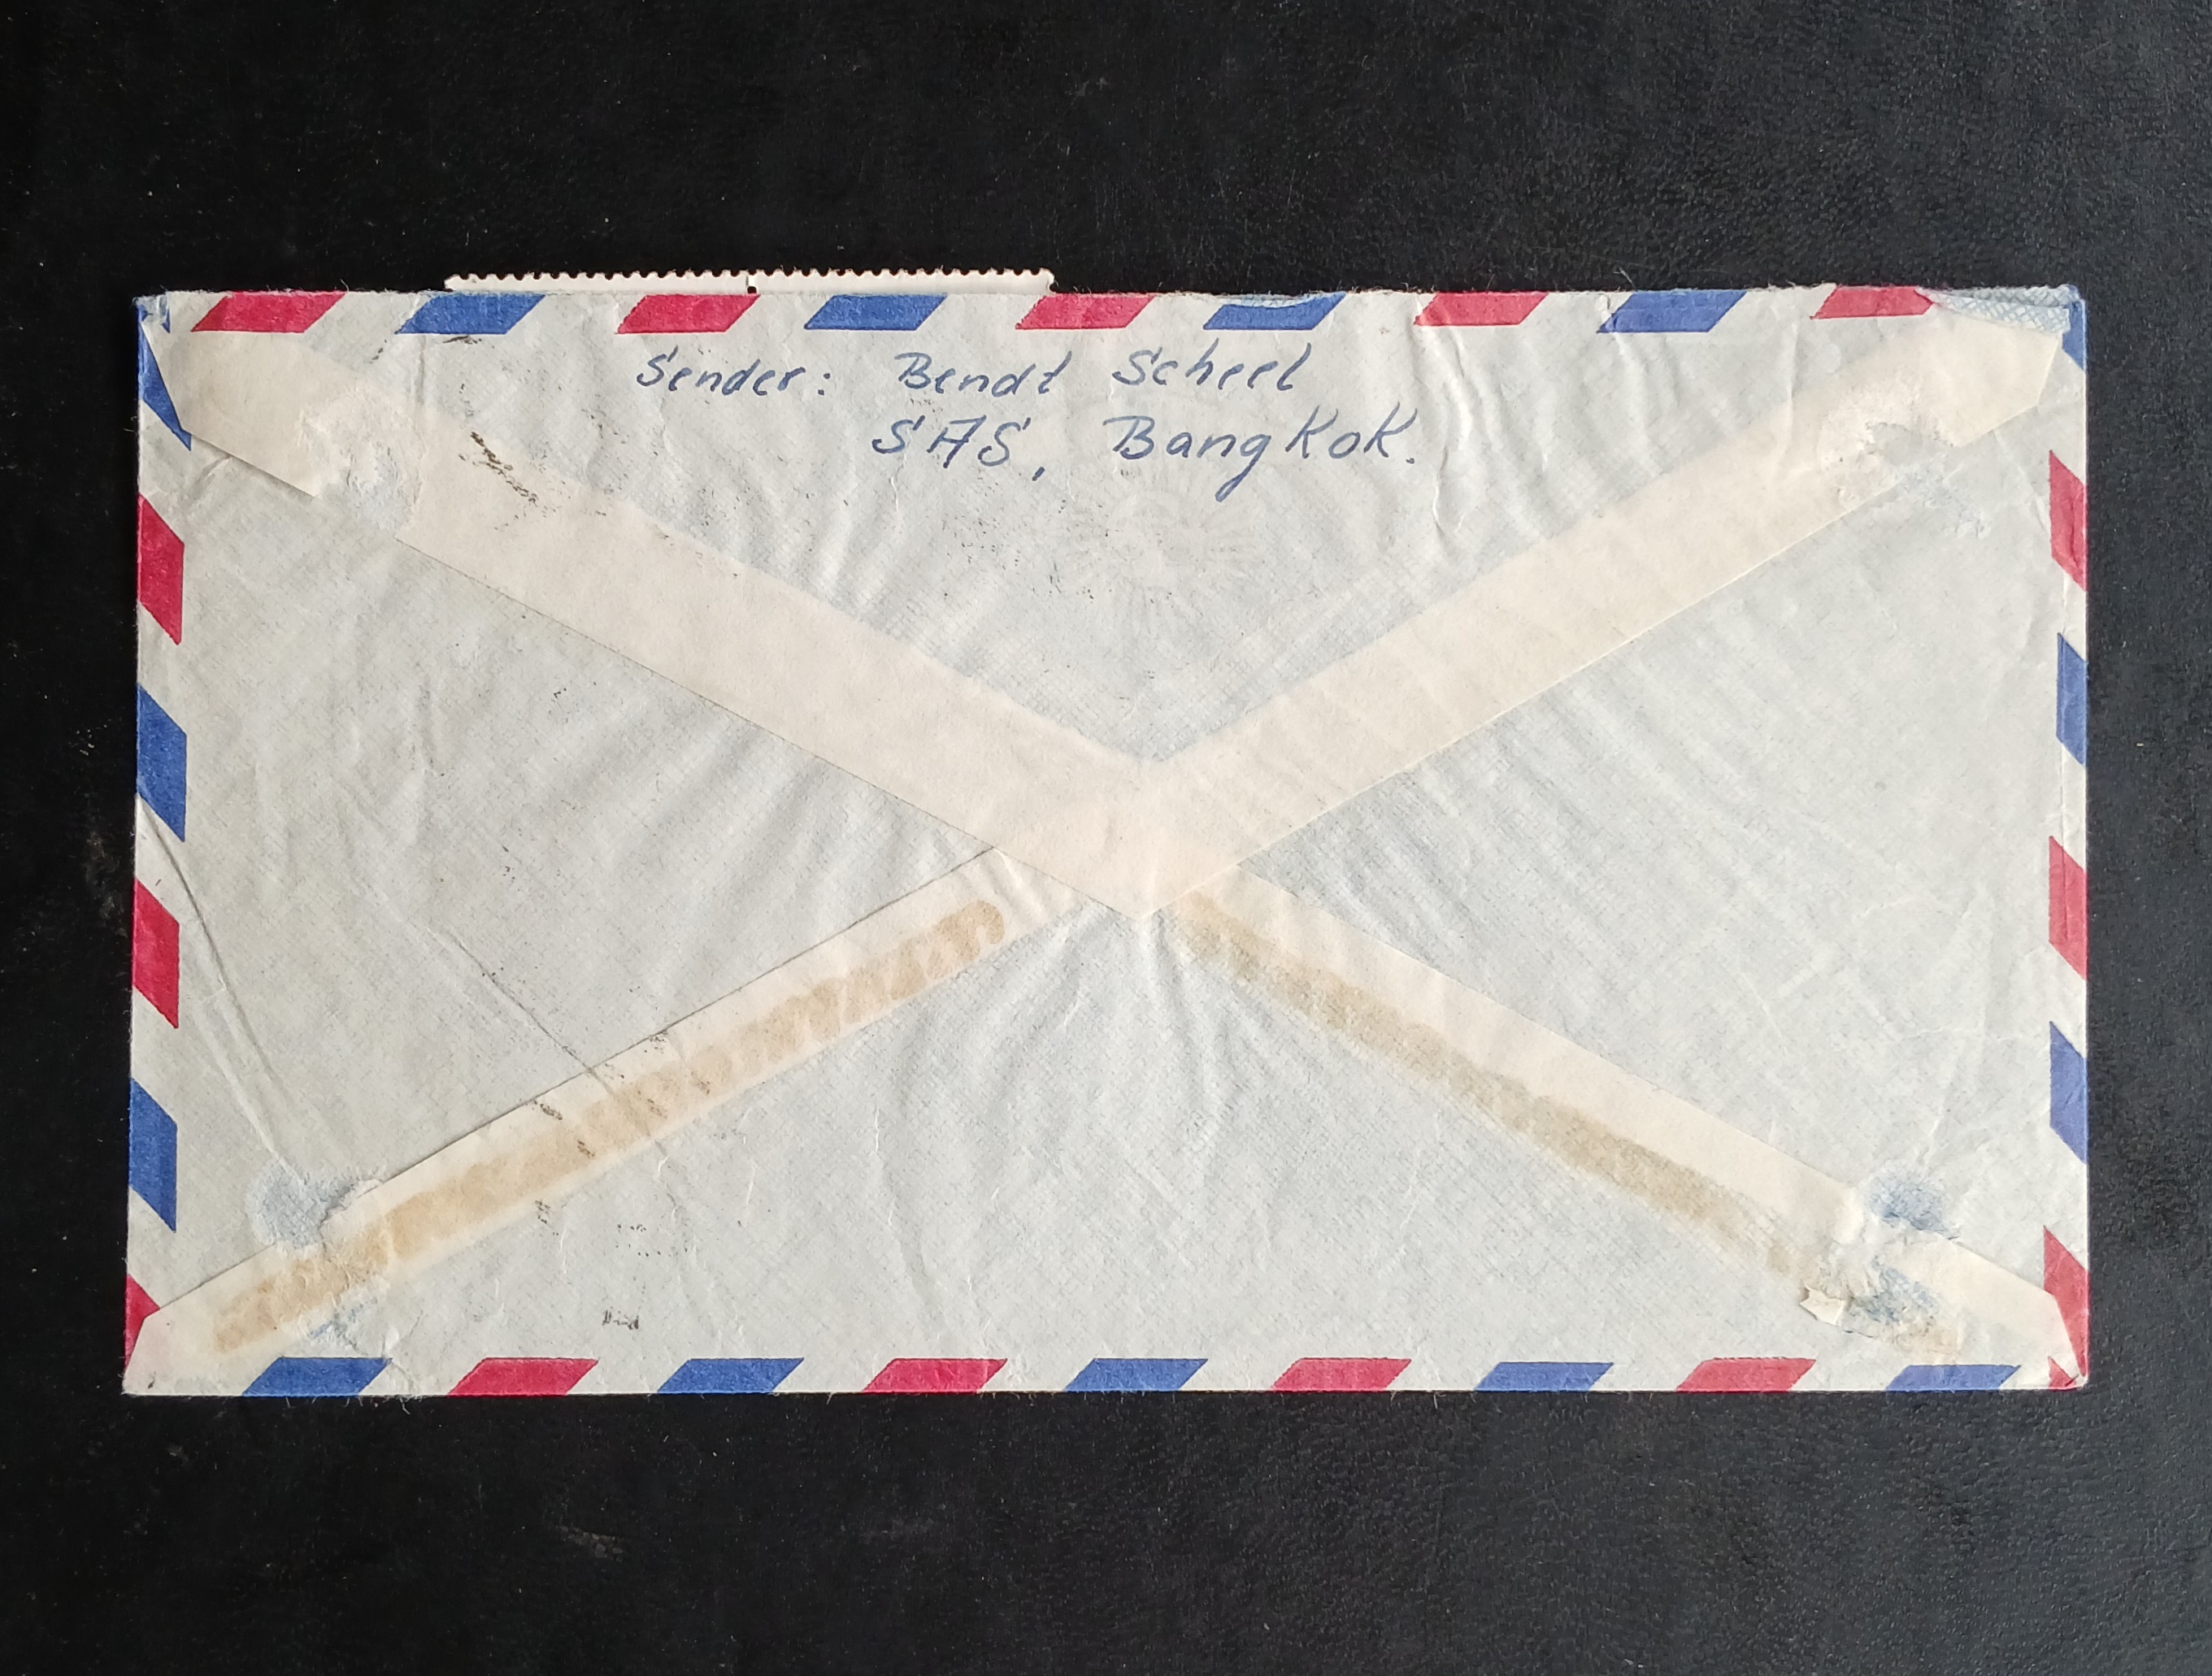 Sender: Bendt Scheel
SAS, Bangkok.